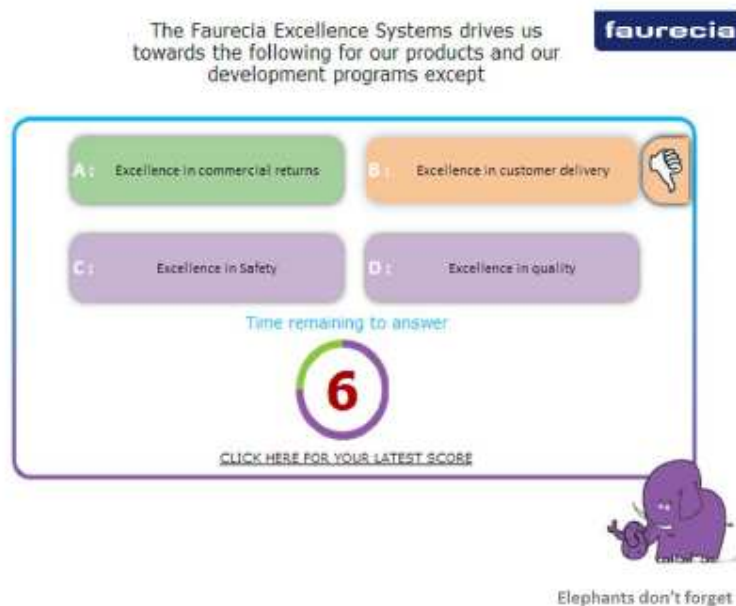 The Faurecia Excellence Systems drives us
towards the following for our products and our
development programs except
faurecia
A: Excellence in commercial returns
B: Excellence in customer delivery
C: Excellence in Safety
D: Excellence in quality
Time remaining to answer
6
CLICK HERE FOR YOUR LATEST SCORE
Elephants don't forget